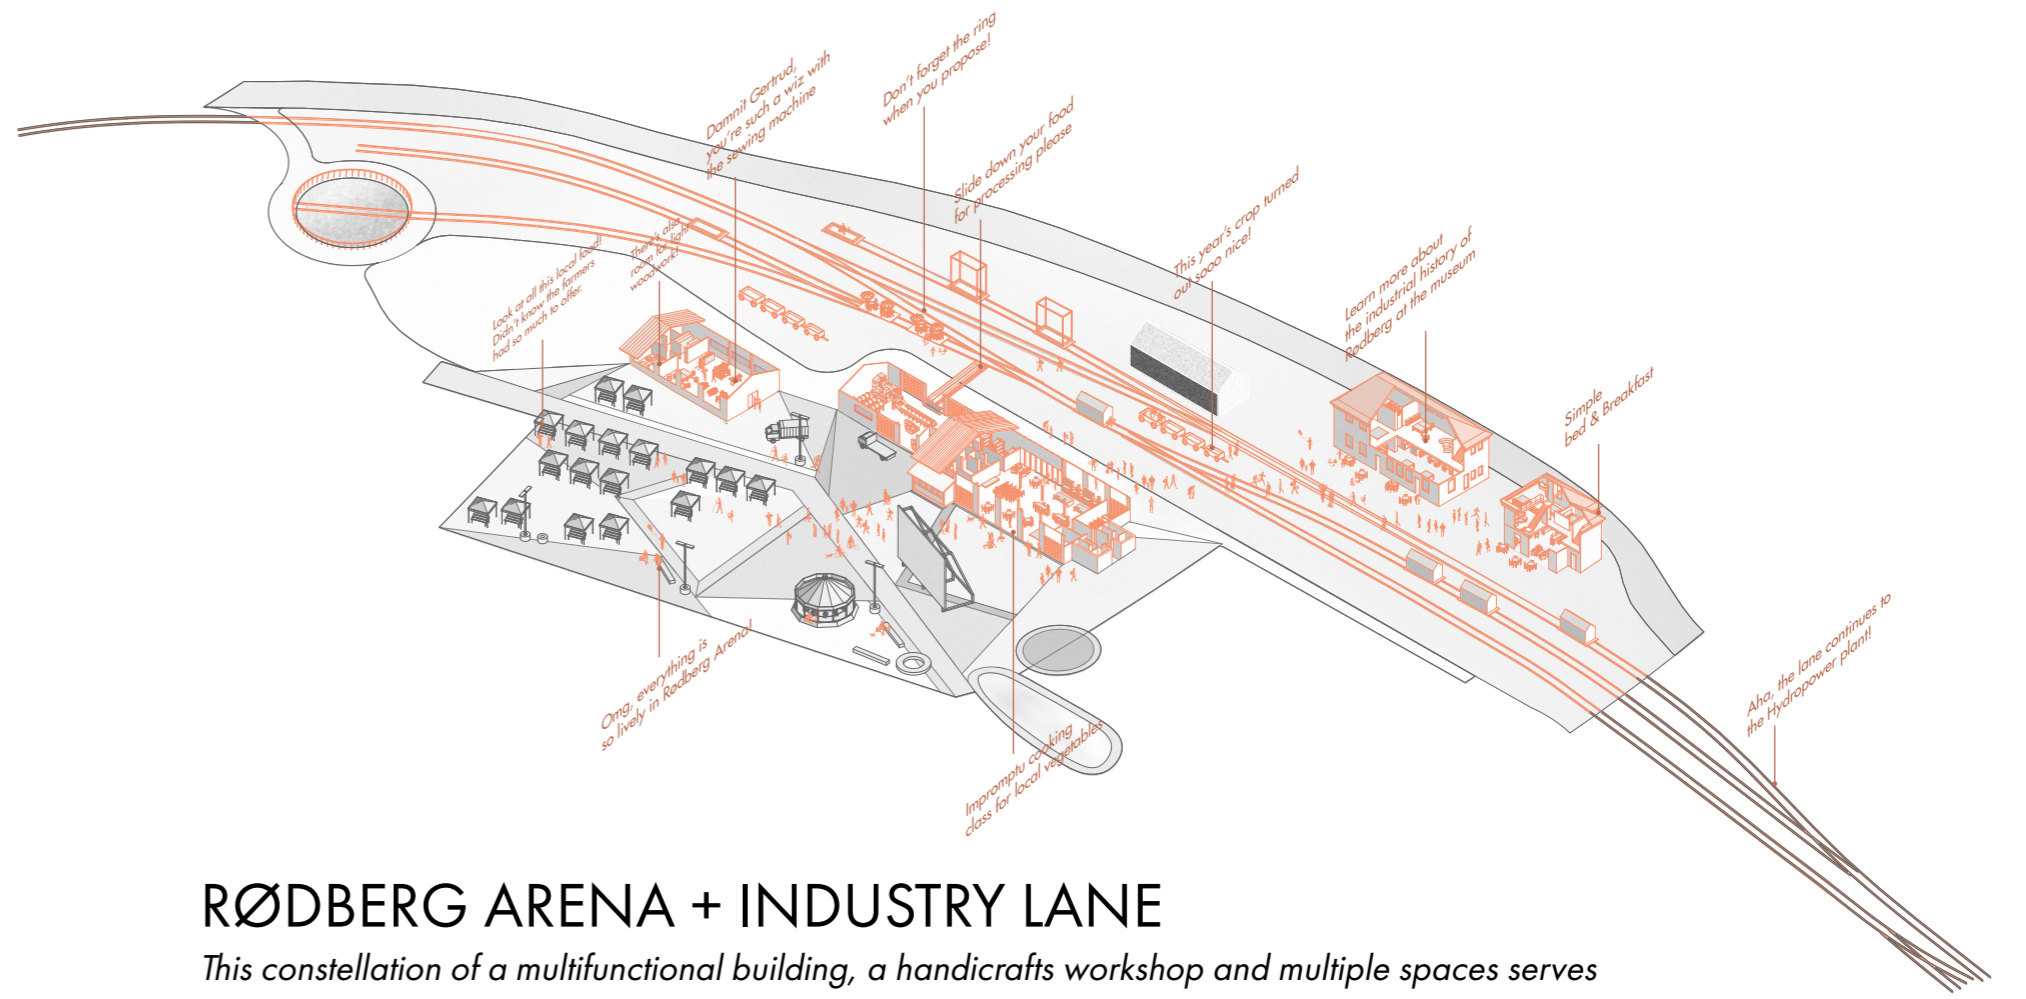 Don't forget the ring
when you propose!
Damnit Gertrud,
you're such a wiz with
the sewing machine
Slide down your food
for processing please
This year's crop turned
out sooo nice!
There's also
room for light
woodwork!
Look at all this local food!
Didn't know the farmers
had so much to offer.
Learn more about
the industrial history of
Rødberg at the museum
Simple
bed & Breakfast
Omg, everything is
so lively in Rødberg Arena!
Aha, the lane continues to
the Hydropower plant!
Impromptu cooking
class for local vegetables
RØDBERG ARENA + INDUSTRY LANE
This constellation of a multifunctional building, a handicrafts workshop and multiple spaces serves